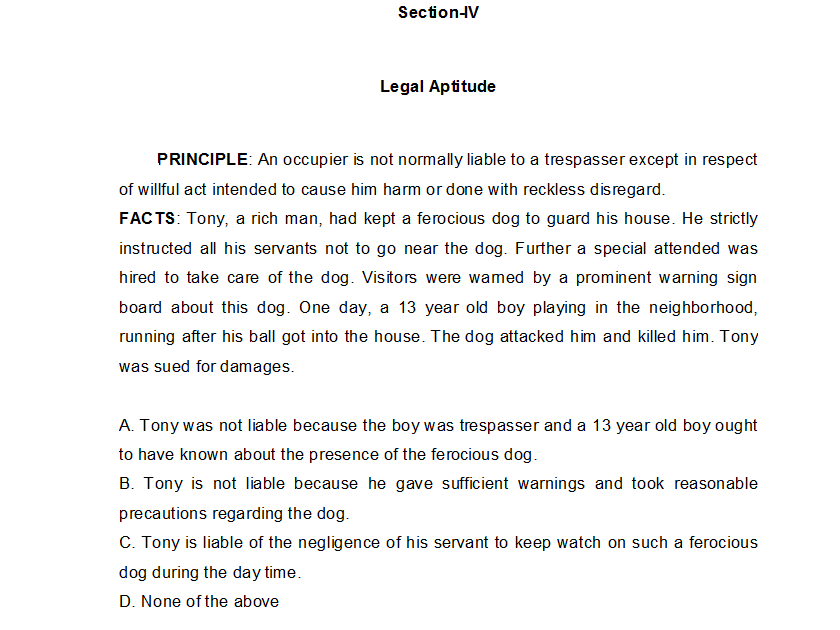 Section-IV
Legal Aptitude
PRINCIPLE: An occupier is not normally liable to a trespasser except in respect
of willful act intended to cause him harm or done with reckless disregard.
FACTS: Tony, a rich man, had kept a ferocious dog to guard his house. He strictly
instructed all his servants not to go near the dog. Further a special attended was
hired to take care of the dog. Visitors were warned by a prominent warning sign
board about this dog. One day, a 13 year old boy playing in the neighborhood,
running after his ball got into the house. The dog attacked him and killed him. Tony
was sued for damages.
A. Tony was not liable because the boy was trespasser and a 13 year old boy ought
to have known about the presence of the ferocious dog.
B. Tony is not liable because he gave sufficient warnings and took reasonable
precautions regarding the dog.
C. Tony is liable of the negligence of his servant to keep watch on such a ferocious
dog during the day time.
D. None of the above